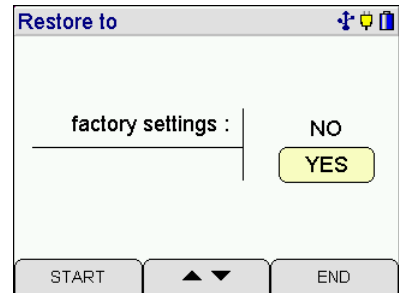 Restore to
factory settings :
NO
YES
START
▲ ▼
END